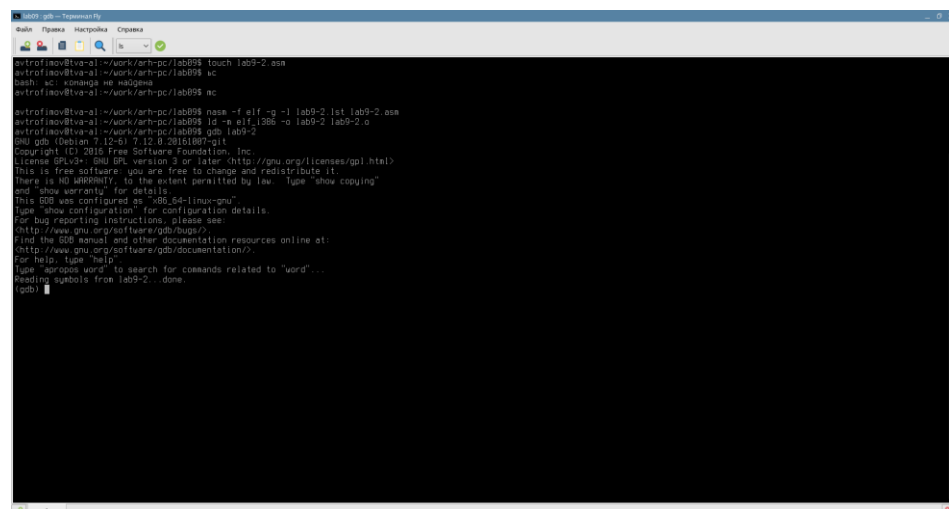 lab09 : gdb — Терминал Fly
Файл Правка Настройка Справка
ls
avtrofimov@tva-al:~/work/arh-pc/lab09$ touch lab9-2.asm
avtrofimov@tva-al:~/work/arh-pc/lab09$ ьс
bash: ьс: команда не найдена
avtrofimov@tva-al:~/work/arh-pc/lab09$ mc
avtrofimov@tva-al:~/work/arh-pc/lab09$ nasm -f elf -g -l lab9-2.lst lab9-2.asm
avtrofimov@tva-al:~/work/arh-pc/lab09$ ld -m elf_i386 -o lab9-2 lab9-2.o
avtrofimov@tva-al:~/work/arh-pc/lab09$ gdb lab9-2
GNU gdb (Debian 7.12-6) 7.12.0.20161007-git
Copyright (C) 2016 Free Software Foundation, Inc.
License GPLv3+: GNU GPL version 3 or later <http://gnu.org/licenses/gpl.html>
This is free software: you are free to change and redistribute it.
There is NO WARRANTY, to the extent permitted by law.  Type "show copying"
and "show warranty" for details.
This GDB was configured as "x86_64-linux-gnu".
Type "show configuration" for configuration details.
For bug reporting instructions, please see:
<http://www.gnu.org/software/gdb/bugs/>.
Find the GDB manual and other documentation resources online at:
<http://www.gnu.org/software/gdb/documentation/>.
For help, type "help".
Type "apropos word" to search for commands related to "word"...
Reading symbols from lab9-2...done.
(gdb)